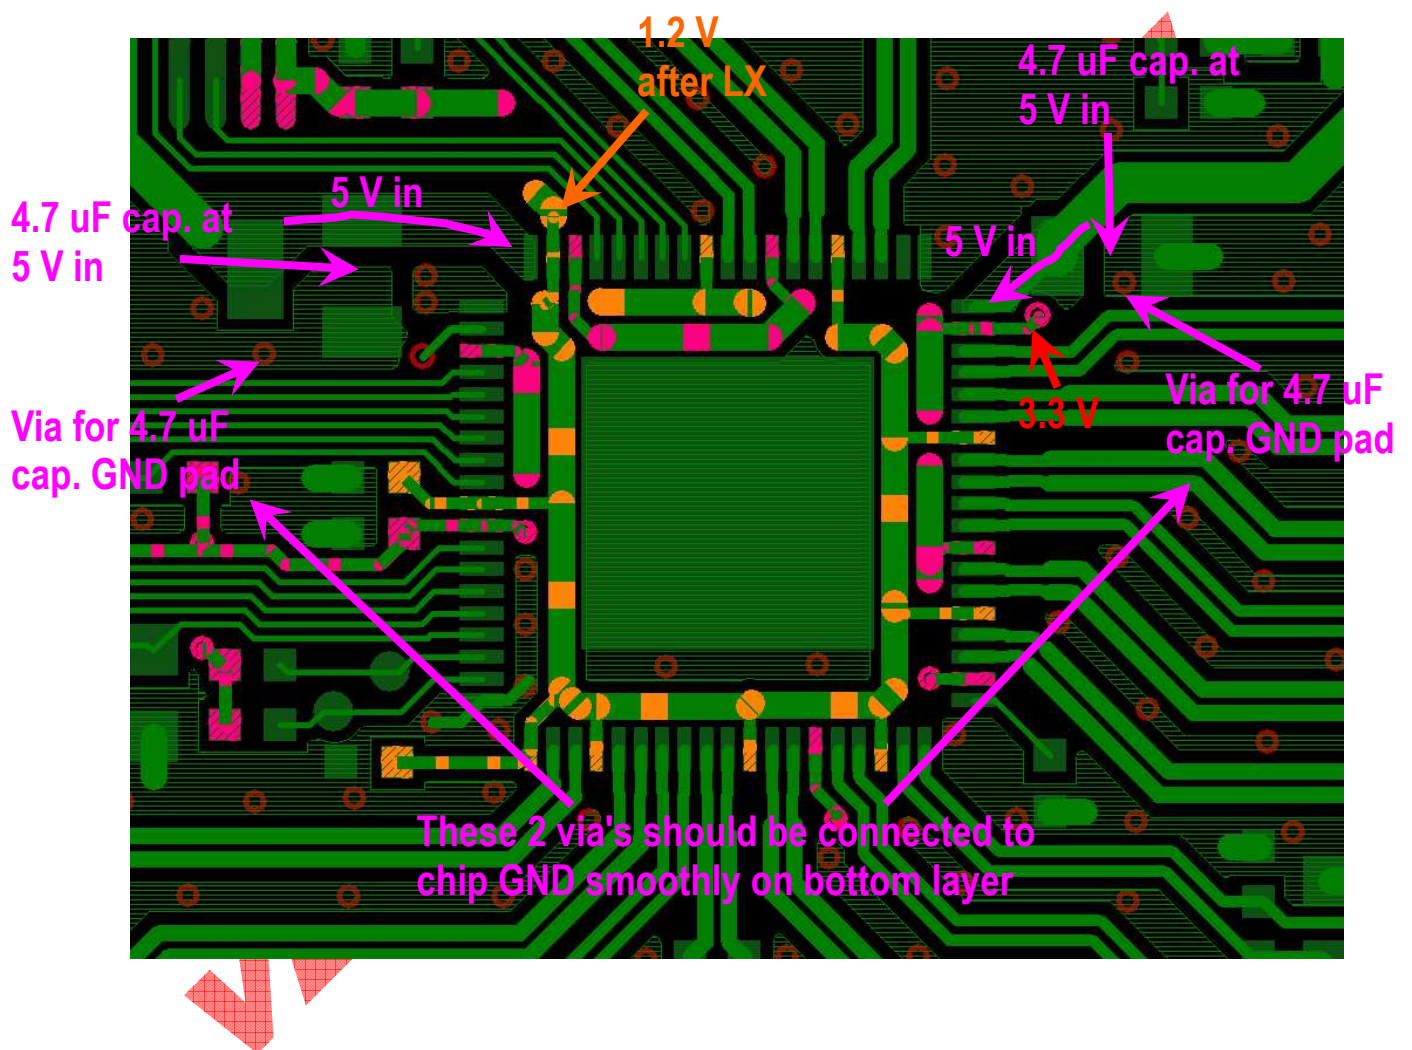 1.2 V
after LX
4.7 uF cap. at
5 V in
5 V in
4.7 uF cap. at
5 V in
5 V in
3.3 V
Via for 4.7 uF
cap. GND pad
Via for 4.7 uF
cap. GND pad
These 2 via's should be connected to
chip GND smoothly on bottom layer